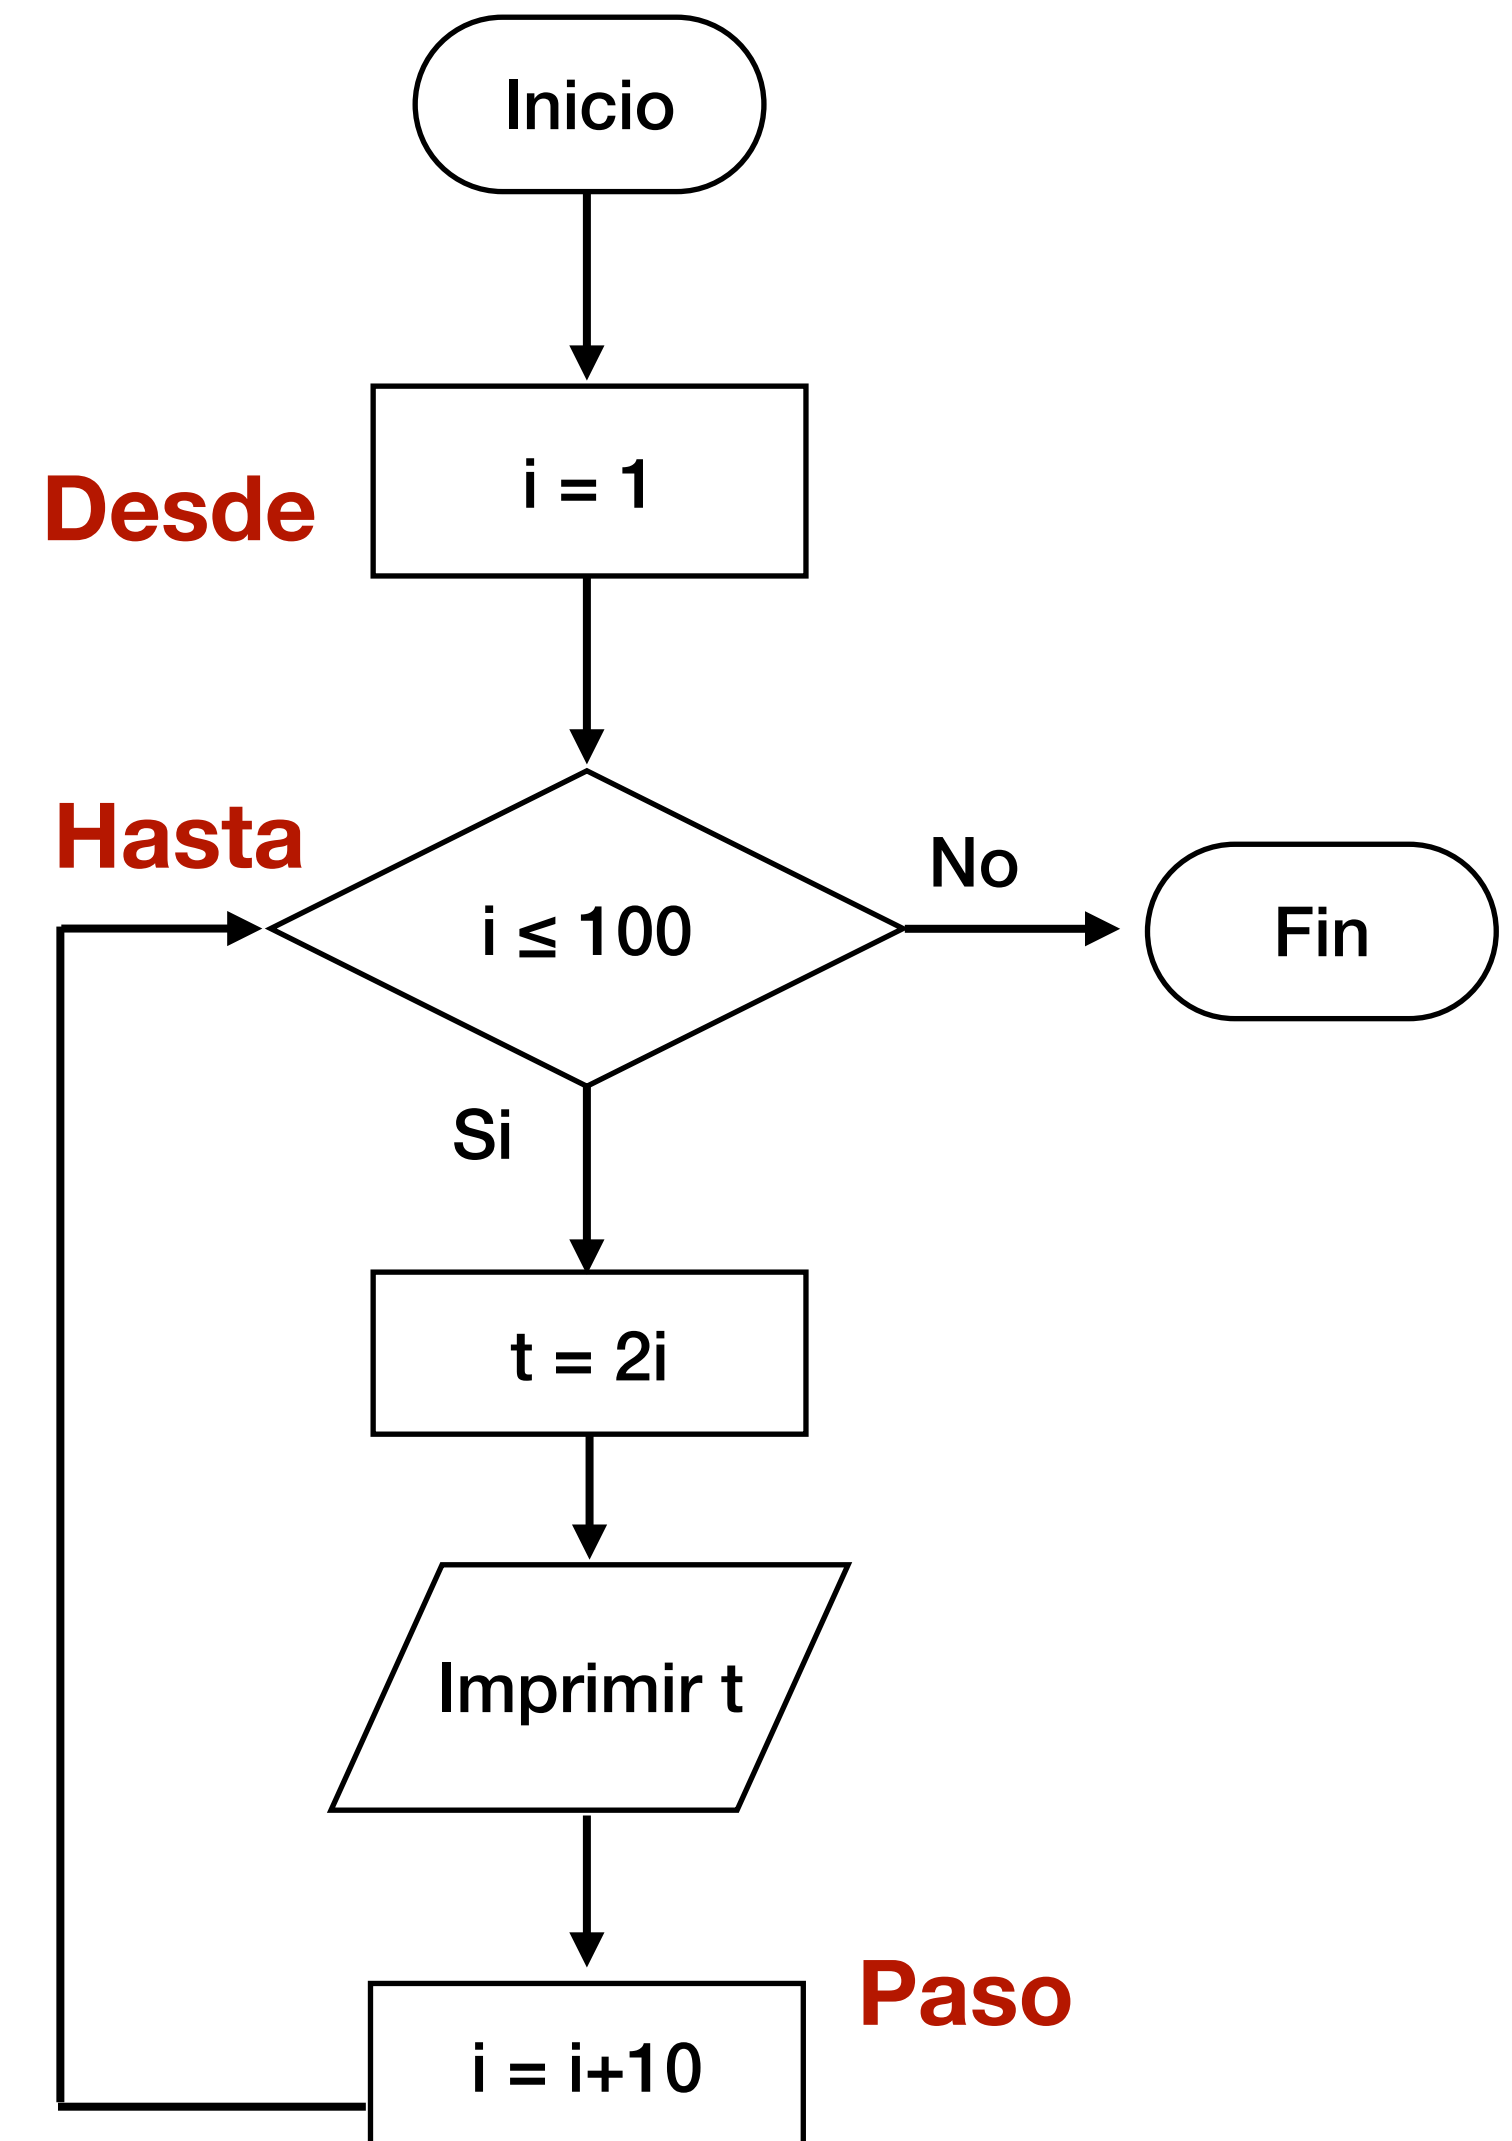 Inicio
i = 1
Desde
Hasta
i ≤ 100
No
Fin
Si
t = 2i
Imprimir t
Paso
i = i+10